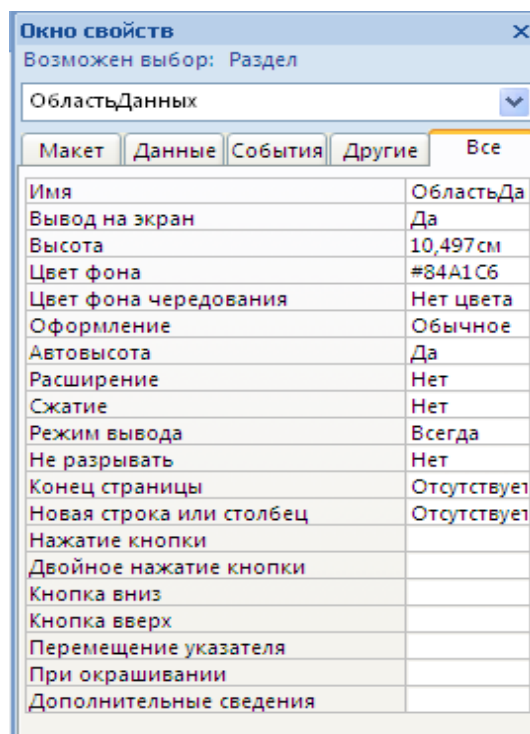 Окно свойств
Возможен выбор: Раздел
ОбластьДанных
Макет Данные События Другие Все
Имя ОбластьДа
Вывод на экран Да
Высота 10,497см
Цвет фона #84A1C6
Цвет фона чередования Нет цвета
Оформление Обычное
Автовысота Да
Расширение Нет
Сжатие Нет
Режим вывода Всегда
Не разрывать Нет
Конец страницы Отсутствует
Новая строка или столбец Отсутствует
Нажатие кнопки
Двойное нажатие кнопки
Кнопка вниз
Кнопка вверх
Перемещение указателя
При окрашивании
Дополнительные сведения